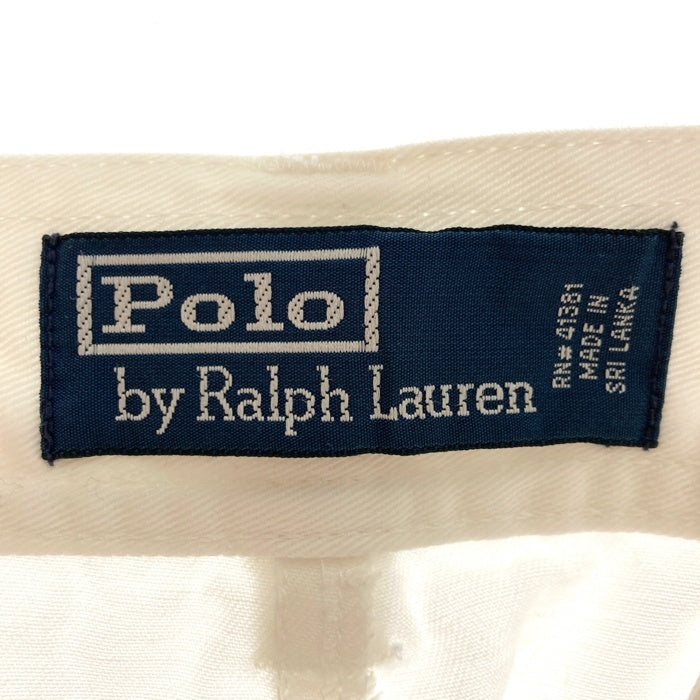 Polo
by Ralph Lauren
RN# 41381
MADE IN
SRI LANKA